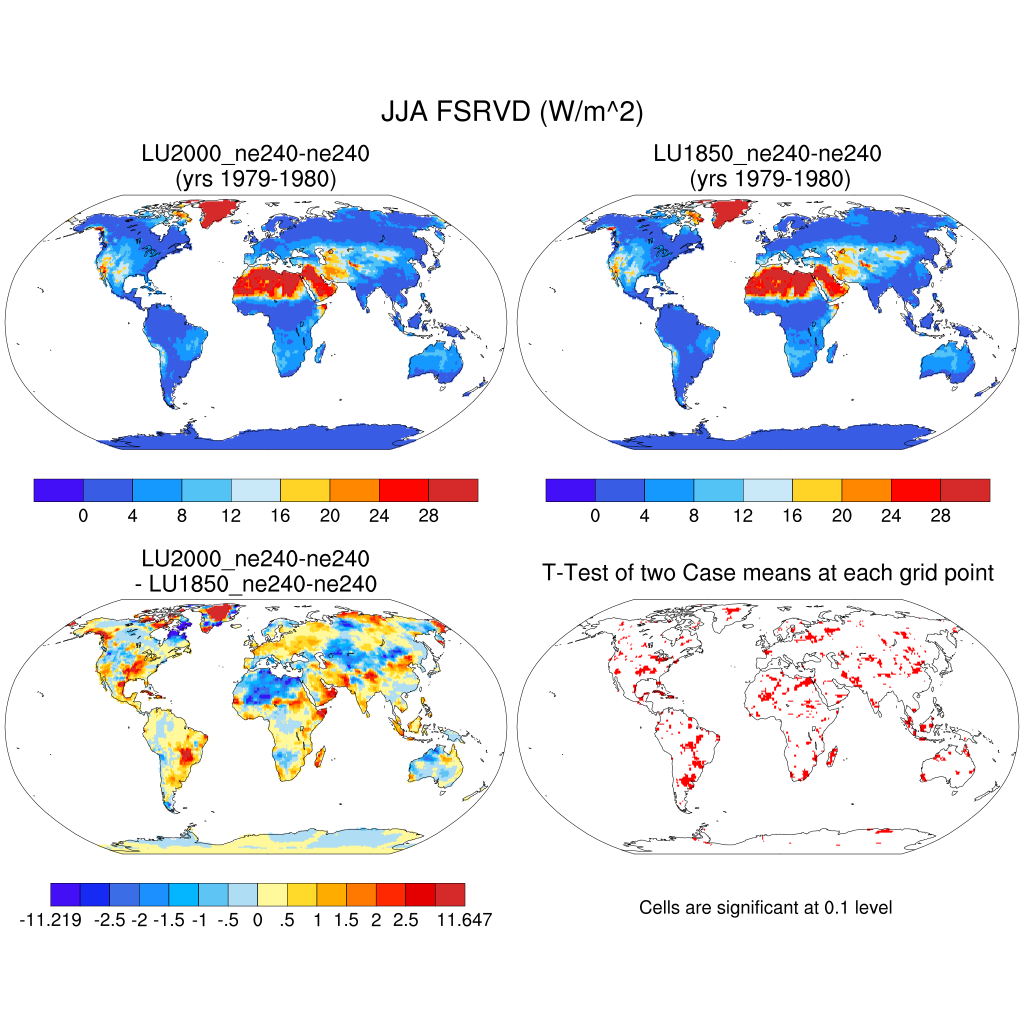 JJA FSRVD (W/m^2)
LU2000_ne240-ne240
(yrs 1979-1980)
LU1850_ne240-ne240
(yrs 1979-1980)
0 4 8 12 16 20 24 28
0 4 8 12 16 20 24 28
LU2000_ne240-ne240
- LU1850_ne240-ne240
T-Test of two Case means at each grid point
-11.219 -2.5 -2 -1.5 -1 -.5 0 .5 1 1.5 2 2.5 11.647
Cells are significant at 0.1 level